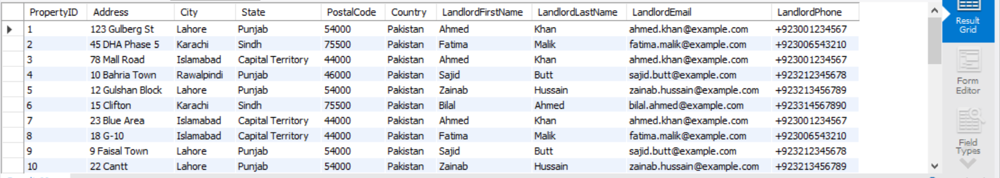 PropertyID Address City State PostalCode Country LandlordFirstName LandlordLastName LandlordEmail LandlordPhone
1 123 Gulberg St Lahore Punjab 54000 Pakistan Ahmed Khan ahmed.khan@example.com +923001234567
2 45 DHA Phase 5 Karachi Sindh 75500 Pakistan Fatima Malik fatima.malik@example.com +923006543210
3 78 Mall Road Islamabad Capital Territory 44000 Pakistan Ahmed Khan ahmed.khan@example.com +923001234567
4 10 Bahria Town Rawalpindi Punjab 46000 Pakistan Sajid Butt sajid.butt@example.com +923212345678
5 12 Gulshan Block Lahore Punjab 54000 Pakistan Zainab Hussain zainab.hussain@example.com +923213456789
6 15 Clifton Karachi Sindh 75500 Pakistan Bilal Ahmed bilal.ahmed@example.com +923314567890
7 23 Blue Area Islamabad Capital Territory 44000 Pakistan Ahmed Khan ahmed.khan@example.com +923001234567
8 18 G-10 Islamabad Capital Territory 44000 Pakistan Fatima Malik fatima.malik@example.com +923006543210
9 9 Faisal Town Lahore Punjab 54000 Pakistan Sajid Butt sajid.butt@example.com +923212345678
10 22 Cantt Lahore Punjab 54000 Pakistan Zainab Hussain zainab.hussain@example.com +923213456789
Result
Grid
Form
Editor
Field
Types